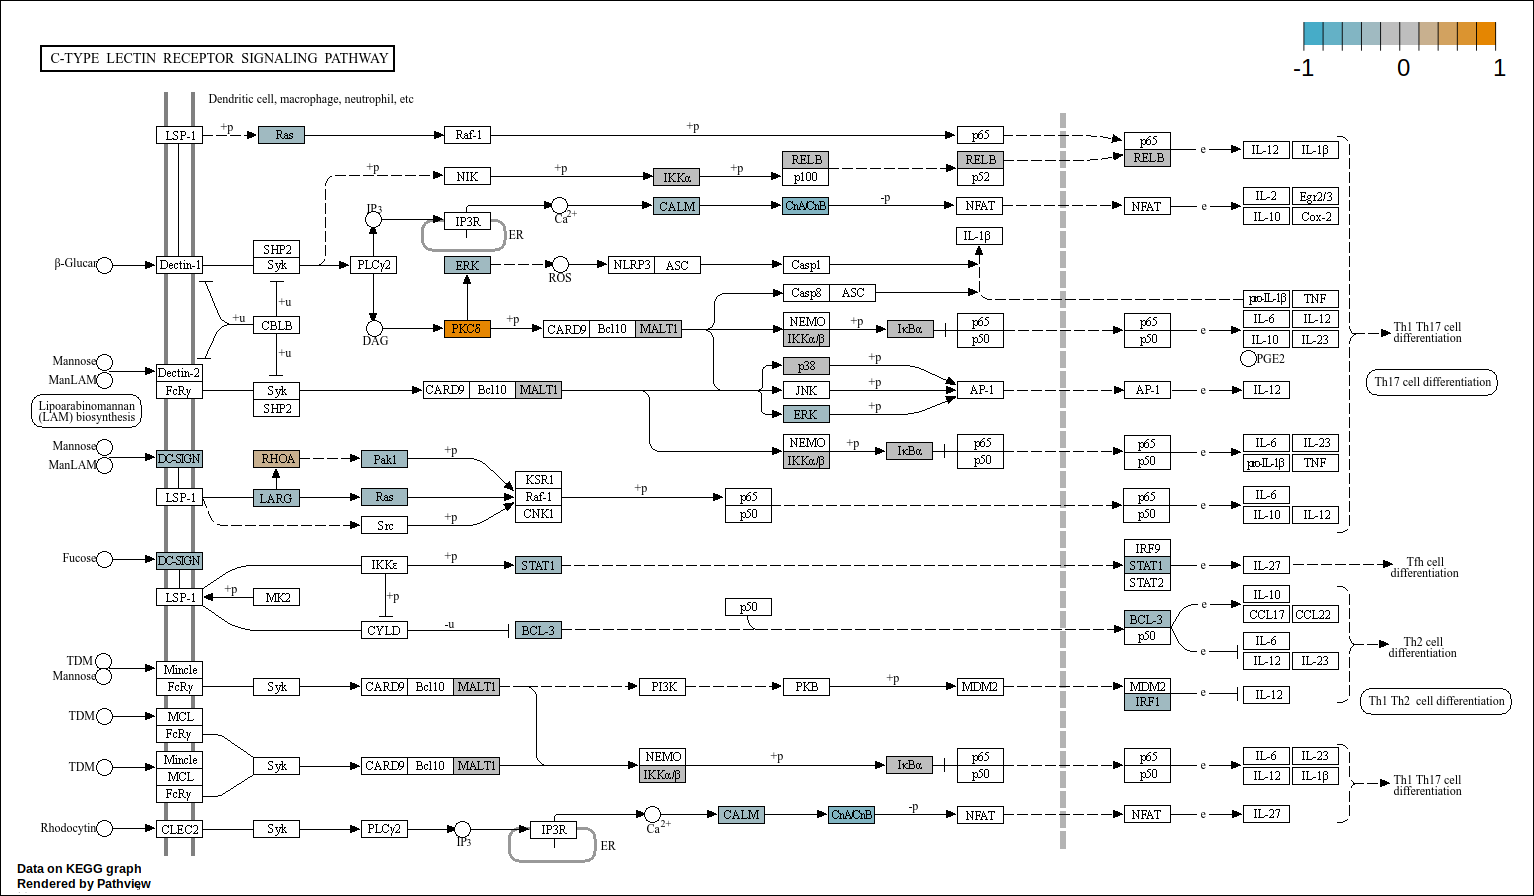 C-TYPE LECTIN RECEPTOR SIGNALING PATHWAY
-1 0 1
Dendritic cell, macrophage, neutrophil, etc
LSP-1 +p Ras Raf-1 +p p65 p65 e IL-12 IL-1β
RELB RELB RELB
+p NIK +p IKKα +p p100 p52
IP3 IP3R Ca2+ CALM CnA/CnB -p NFAT NFAT e IL-2 Egr2/3
IL-10 Cox-2
ER
SHP2 IL-1β
β-Glucan Dectin-1 Syk PLCγ2 ERK ROS NLRP3 ASC Casp1
Casp8 ASC pro-IL-1β TNF
+u
+u CBLB DAG PKCδ +p CARD9 Bcl10 MALT1 NEMO +p IκBα p65 p65 e IL-6 IL-12
IKKα/β p50 p50 IL-10 IL-23
PGE2
Th1 Th17 cell
differentiation
+u
Mannose
ManLAM
Dectin-2 p38 +p
FcRγ Syk CARD9 Bcl10 MALT1 JNK +p AP-1 AP-1 e IL-12
SHP2 ERK +p
Th17 cell differentiation
Lipoarabinomannan
(LAM) biosynthesis
Mannose
ManLAM
NEMO +p IκBα p65 p65 e IL-6 IL-23
IKKα/β p50 p50 pro-IL-1β TNF
DC-SIGN RHOA Pak1 +p
KSR1
LSP-1 LARG Ras Raf-1 +p p65 p65 e IL-6
CNK1 p50 p50 IL-10 IL-12
Src +p
Fucose DC-SIGN IKKε +p STAT1 IRF9
STAT1 e IL-27
STAT2
Tfh cell
differentiation
LSP-1 +p MK2 +p
CYLD -u BCL-3 p50 BCL-3 e IL-10
p50 CCL17 CCL22
e IL-6
IL-12 IL-23
Th2 cell
differentiation
TDM
Mannose
Mincle
FcRγ Syk CARD9 Bcl10 MALT1 PI3K PKB +p MDM2 MDM2 e IL-12
IRF1
Th1 Th2 cell differentiation
TDM MCL
FcRγ
TDM Mincle
MCL
FcRγ
Syk CARD9 Bcl10 MALT1 NEMO +p IκBα p65 p65 e IL-6 IL-23
IKKα/β p50 p50 IL-12 IL-1β
Th1 Th17 cell
differentiation
Rhodocytin CLEC2 Syk PLCγ2 IP3 IP3R Ca2+ CALM CnA/CnB -p NFAT NFAT e IL-27
ER
Data on KEGG graph
Rendered by Pathview